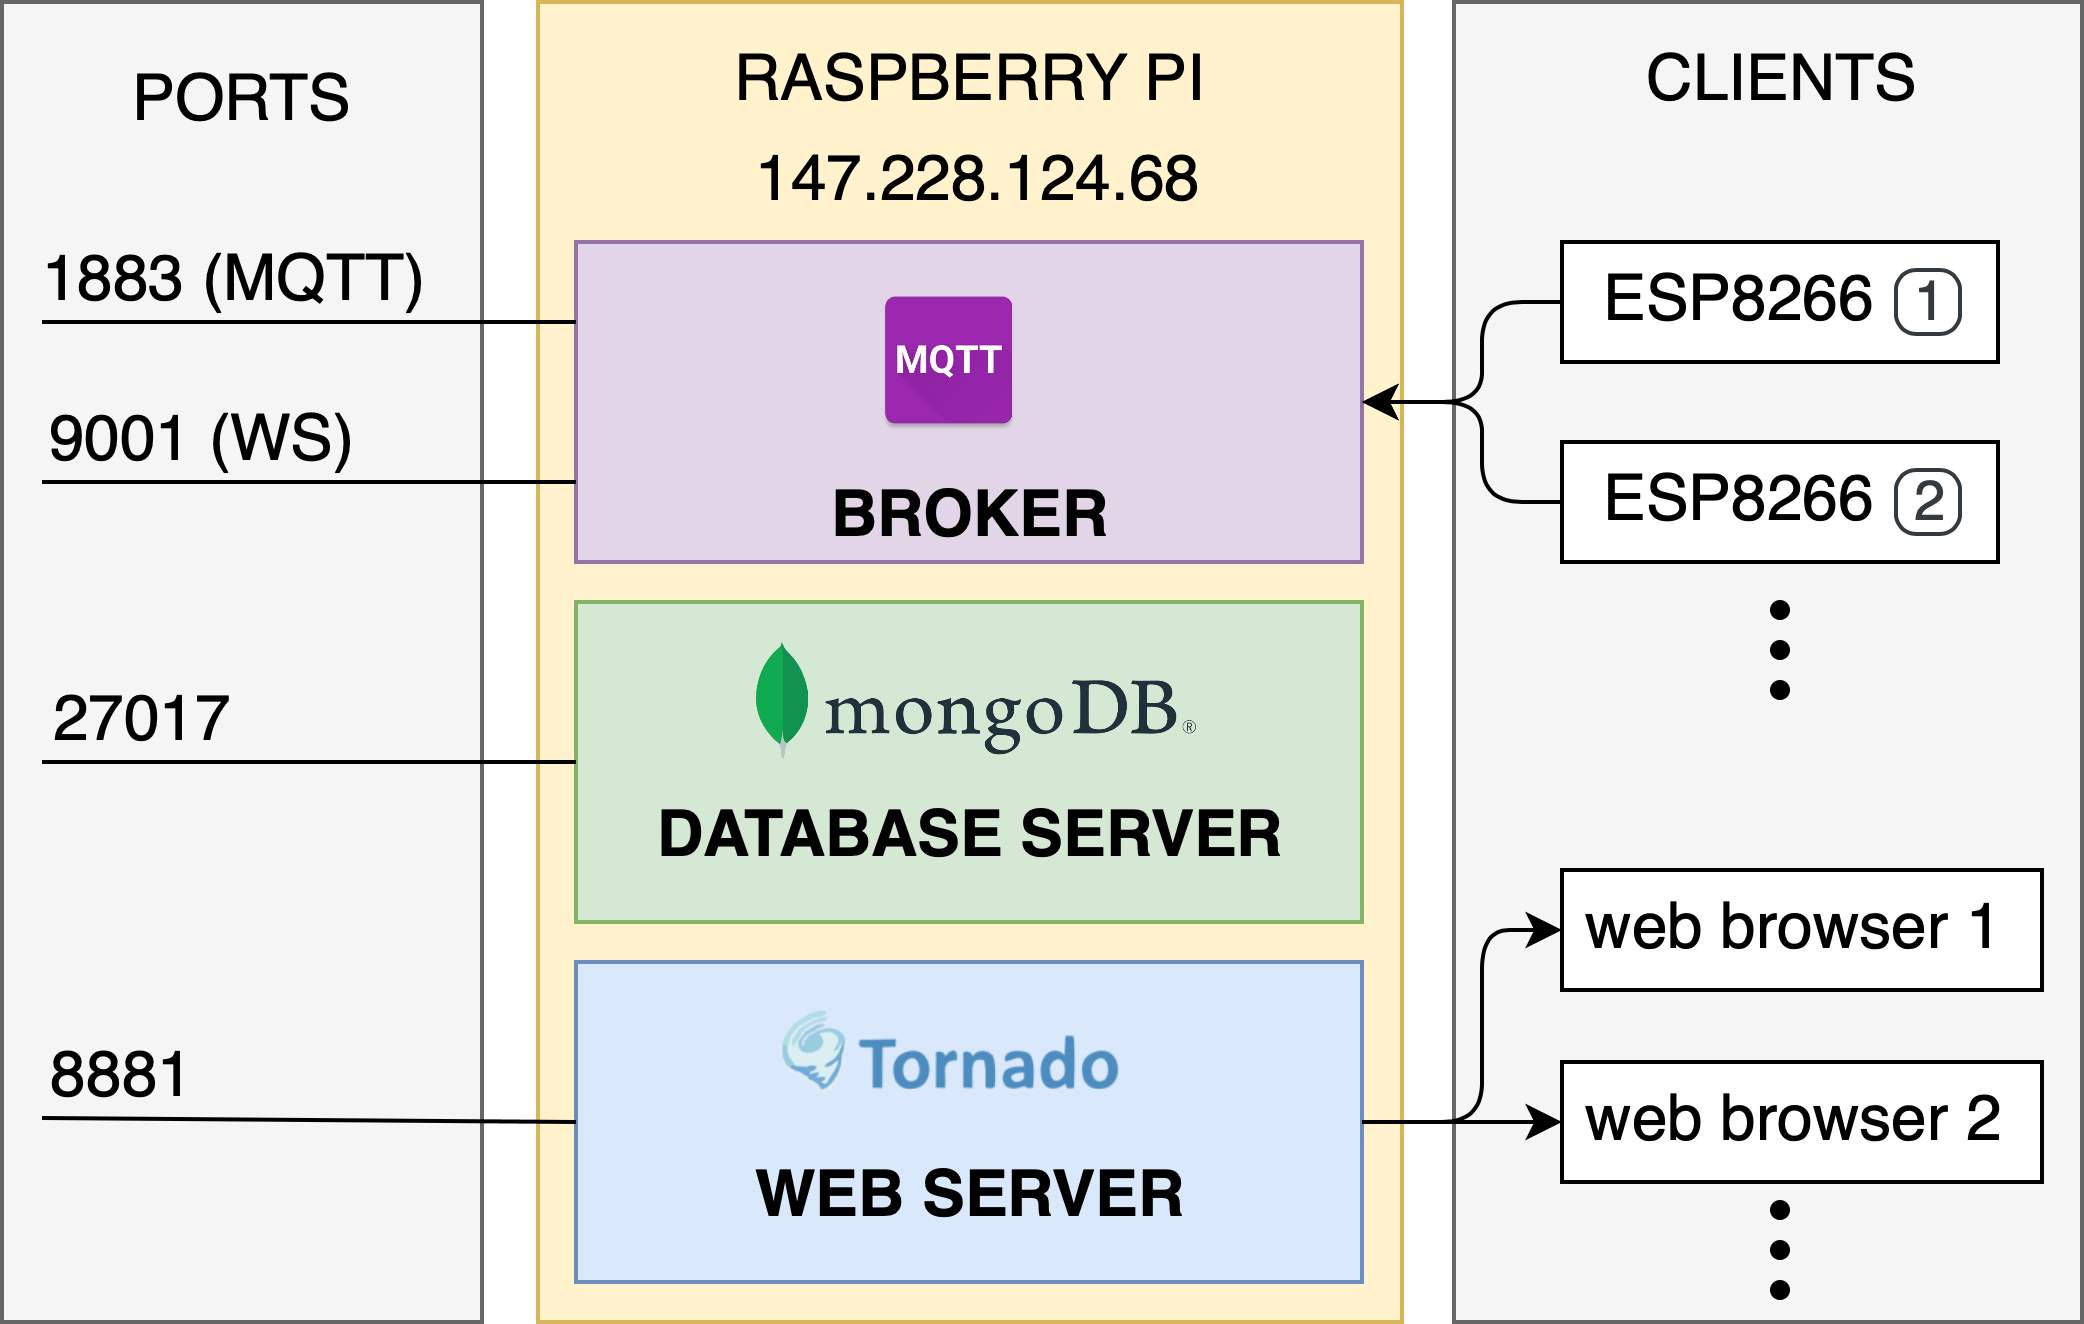 PORTS
1883 (MQTT)
9001 (WS)
27017
8881
RASPBERRY PI
147.228.124.68
MQTT
BROKER
mongoDB®
DATABASE SERVER
Tornado
WEB SERVER
CLIENTS
ESP8266 1
ESP8266 2
web browser 1
web browser 2